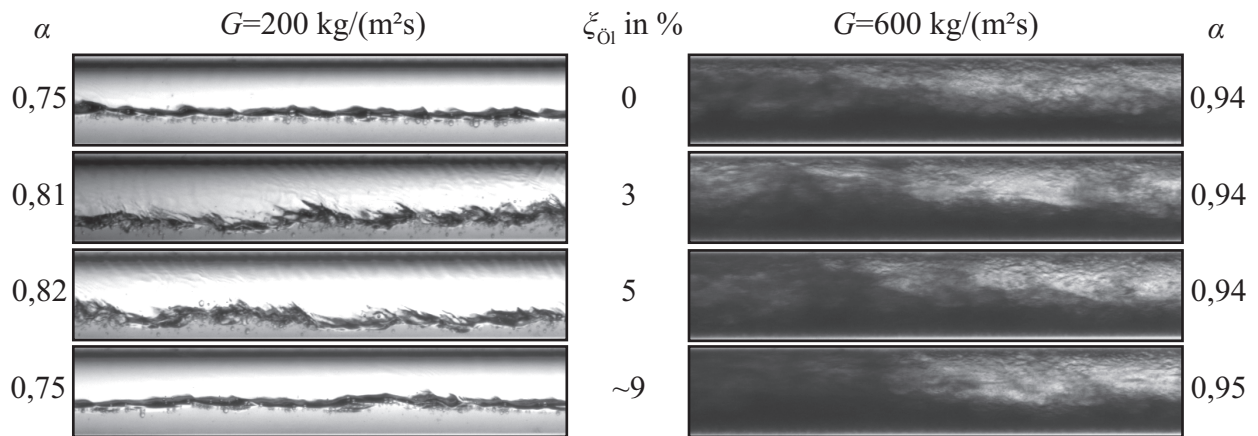 α G=200 kg/(m²s) ξÖl in % G=600 kg/(m²s) α
0,75 0 0,94
0,81 3 0,94
0,82 5 0,94
0,75 ~9 0,95